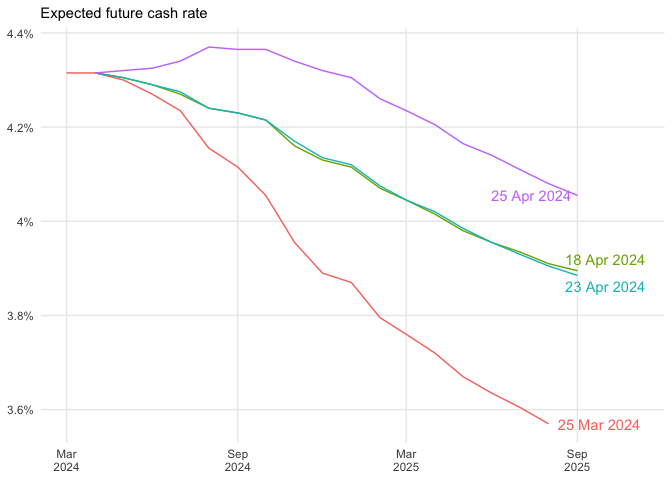 Expected future cash rate
4.4%
4.2%
4%
3.8%
3.6%
25 Apr 2024
18 Apr 2024
23 Apr 2024
25 Mar 2024
Mar
2024
Sep
2024
Mar
2025
Sep
2025